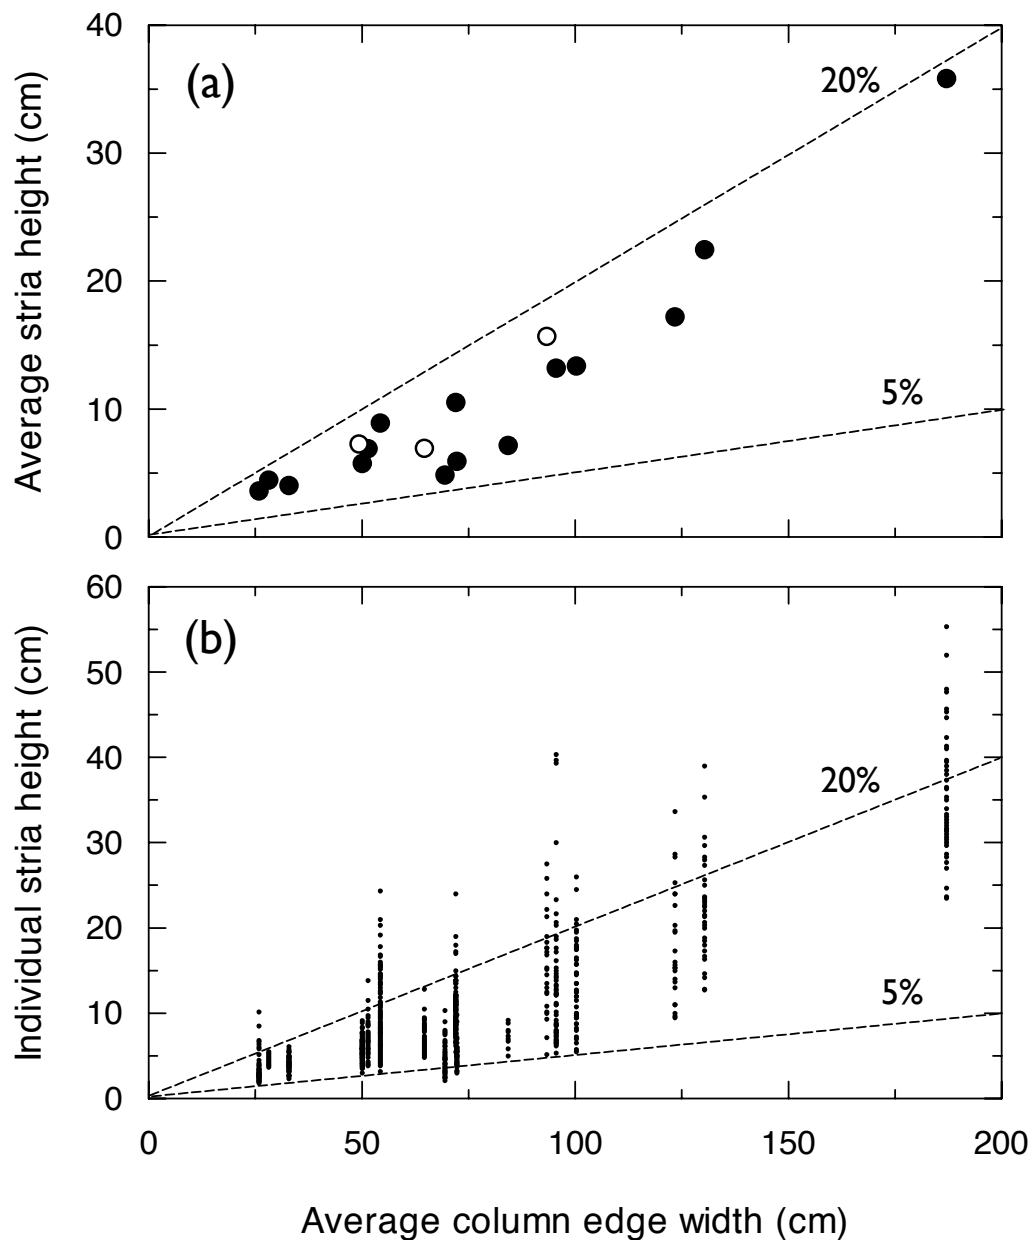 40
30
20
10
0
Average stria height (cm)
(a)
20%
5%
60
50
40
30
20
10
0
Individual stria height (cm)
(b)
20%
5%
0 50 100 150 200
Average column edge width (cm)